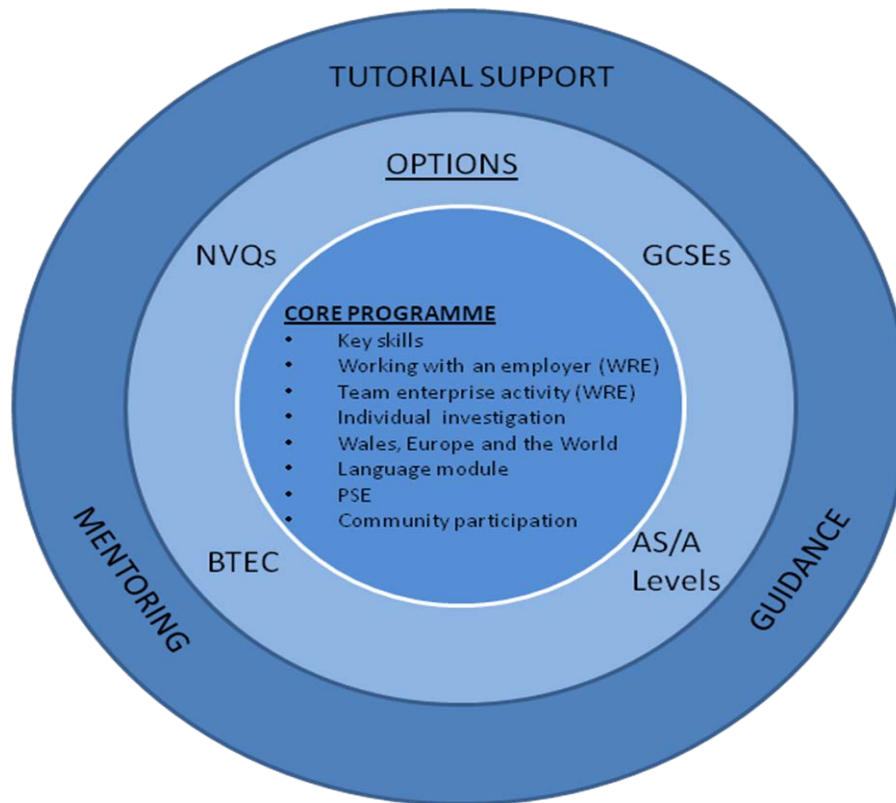 TUTORIAL SUPPORT
OPTIONS
NVQs
GCSEs
CORE PROGRAMME
• Key skills
• Working with an employer (WRE)
• Team enterprise activity (WRE)
• Individual investigation
• Wales, Europe and the World
• Language module
• PSE
• Community participation
BTEC
AS/A
Levels
MENTORING
GUIDANCE